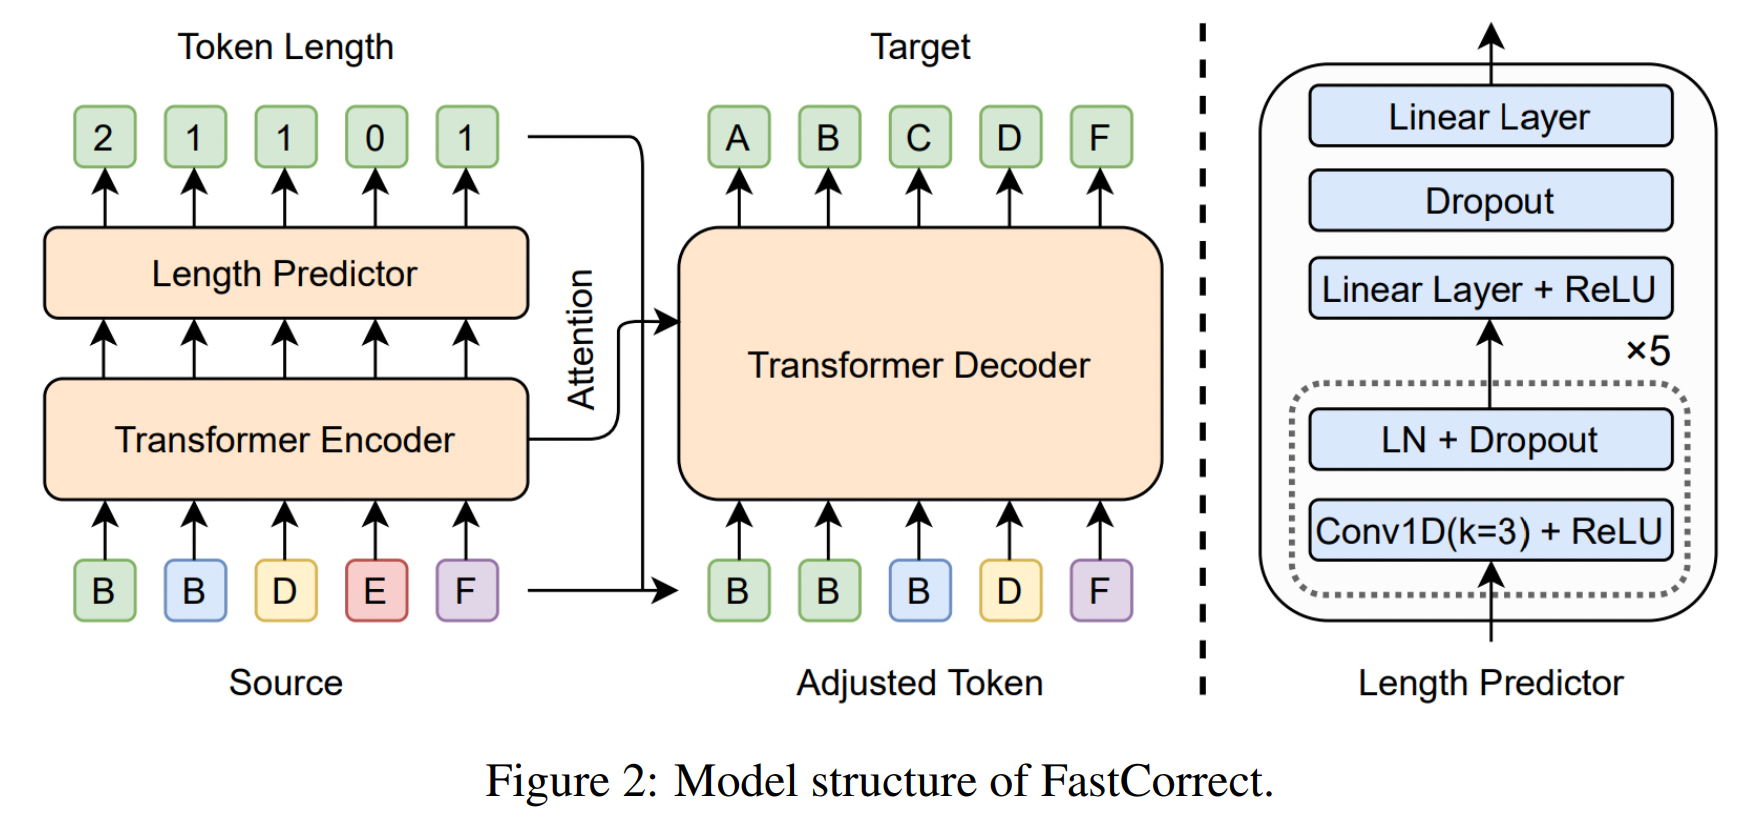 Token Length
2 1 1 0 1
Length Predictor
Transformer Encoder
B B D E F
Source
Attention
Target
A B C D F
Transformer Decoder
B B B D F
Adjusted Token
Linear Layer
Dropout
Linear Layer + ReLU
×5
LN + Dropout
Conv1D(k=3) + ReLU
Length Predictor
Figure 2: Model structure of FastCorrect.